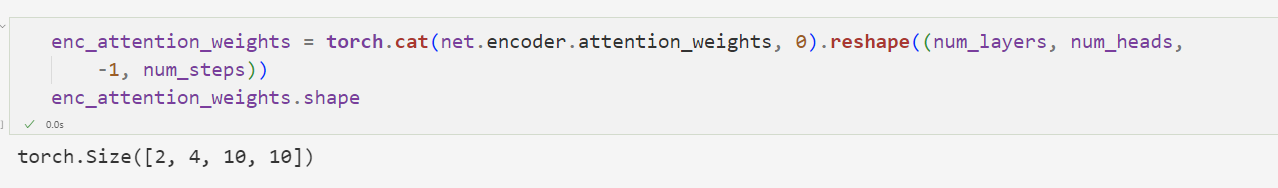 enc_attention_weights = torch.cat(net.encoder.attention_weights, 0).reshape((num_layers, num_heads,
-1, num_steps))
enc_attention_weights.shape
] ✓ 0.0s
torch.Size([2, 4, 10, 10])